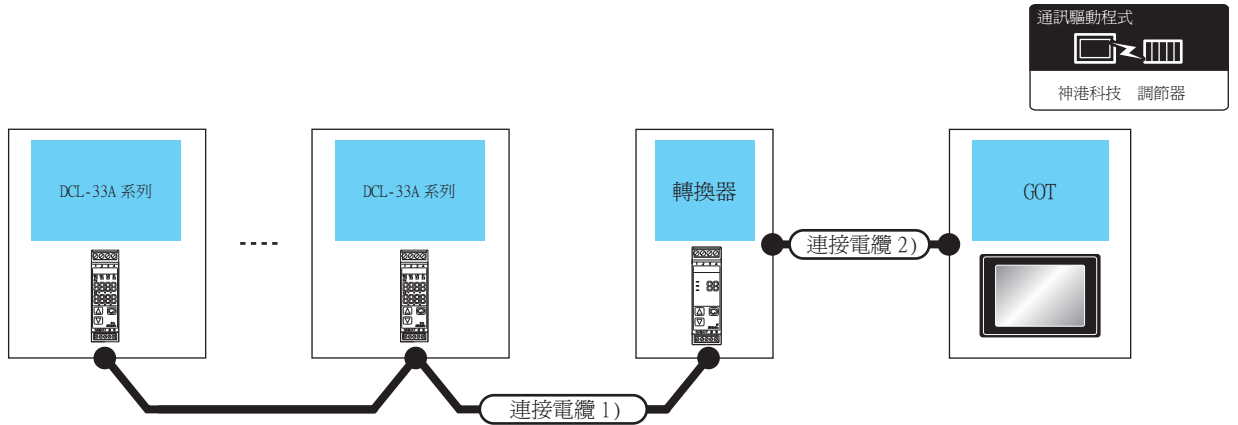 通訊驅動程式
神港科技 調節器
DCL-33A 系列
DCL-33A 系列
轉換器
GOT
連接電纜 2)
連接電纜 1)